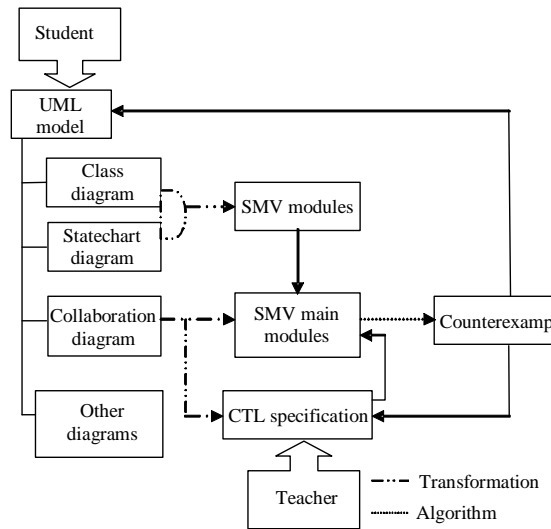 Student
UML
model
Class
diagram
SMV modules
Statechart
diagram
Collaboration
diagram
SMV main
modules
Counterexamp
Other
diagrams
CTL specification
Teacher
Transformation
Algorithm